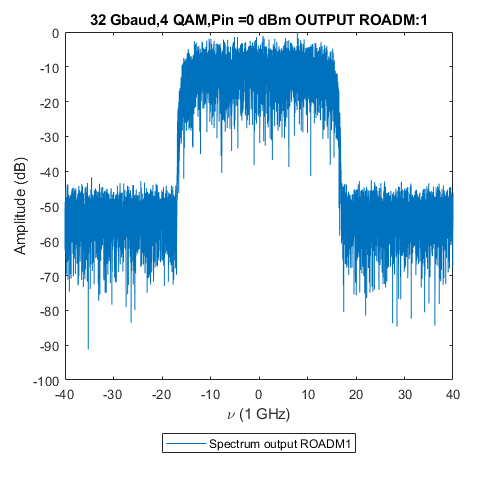 32 Gbaud,4 QAM,Pin =0 dBm OUTPUT ROADM:1
Amplitude (dB)
0
-10
-20
-30
-40
-50
-60
-70
-80
-90
-100
-40 -30 -20 -10 0 10 20 30 40
ν (1 GHz)
Spectrum output ROADM1